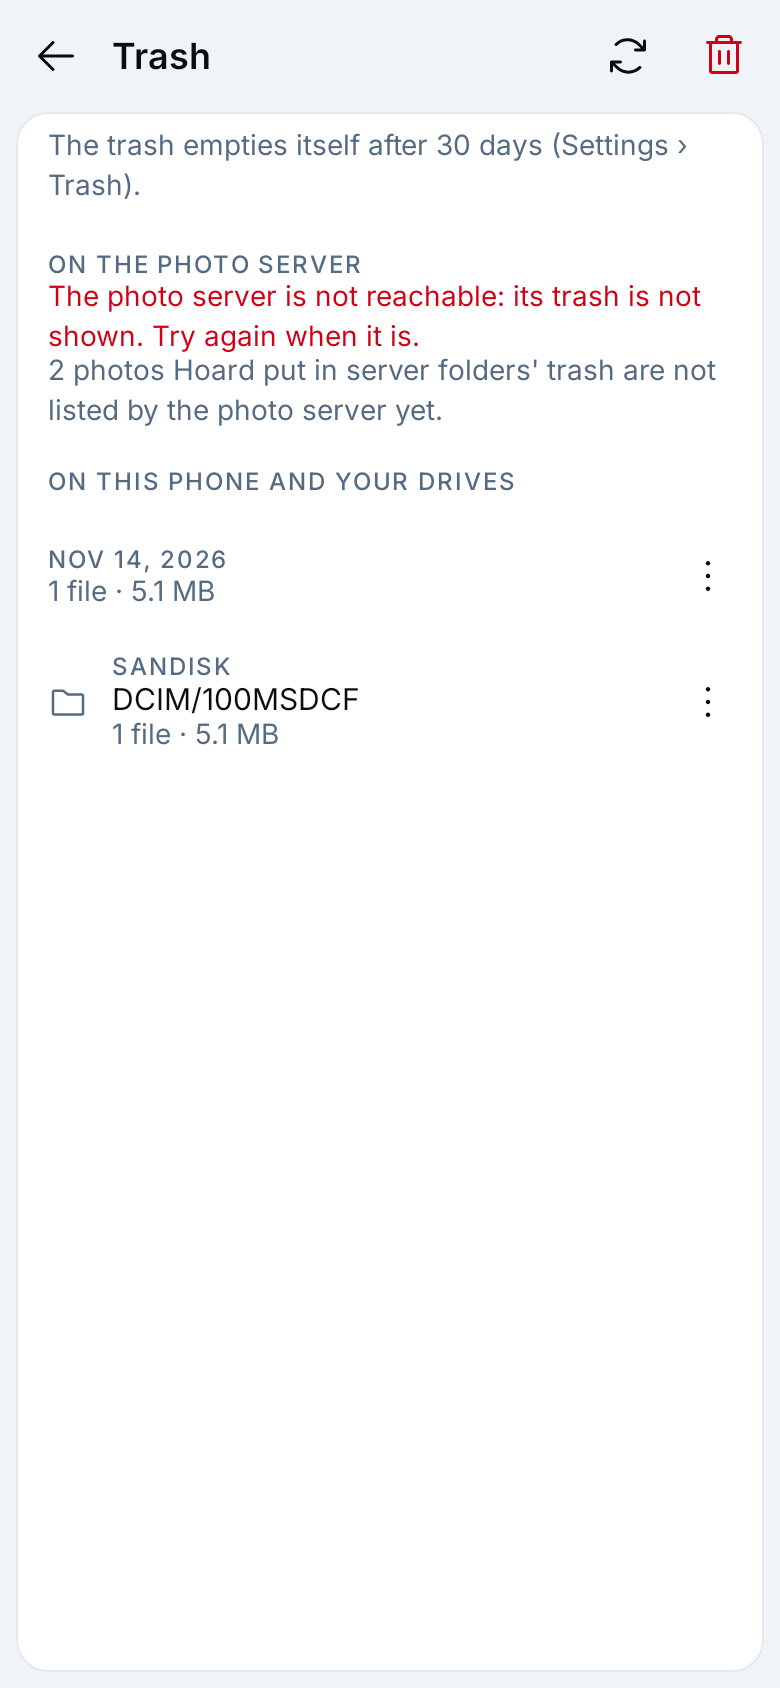 Trash
The trash empties itself after 30 days (Settings ›
Trash).
ON THE PHOTO SERVER
The photo server is not reachable: its trash is not
shown. Try again when it is.
2 photos Hoard put in server folders' trash are not
listed by the photo server yet.
ON THIS PHONE AND YOUR DRIVES
NOV 14, 2026
1 file · 5.1 MB
SANDISK
DCIM/100MSDCF
1 file · 5.1 MB